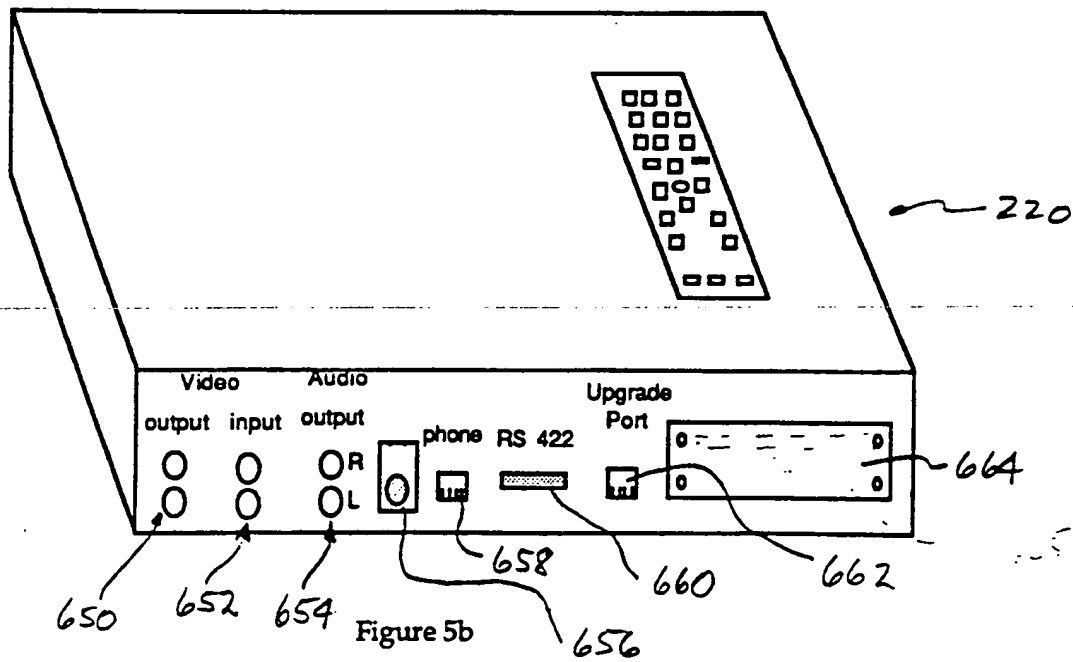 220
Video Audio
output input output
R
L
phone RS 422
Upgrade
Port
664
650
652
654
656
658
660
662
Figure 5b